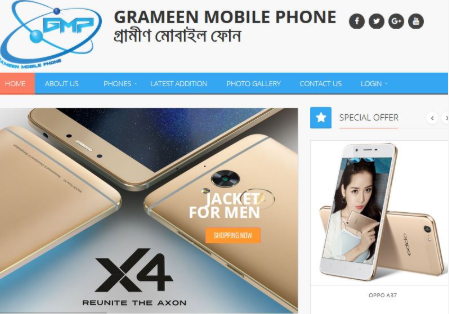 GMP
GRAMEEN MOBILE PHONE
GRAMEEN MOBILE PHONE
গ্রামীণ মোবাইল ফোন
HOME
ABOUT US
PHONES
LATEST ADDITION
PHOTO GALLERY
CONTACT US
LOGIN
SPECIAL OFFER
JACKET
FOR MEN
SHOPPING NOW
X4
REUNITE THE AXON
OPPO A37